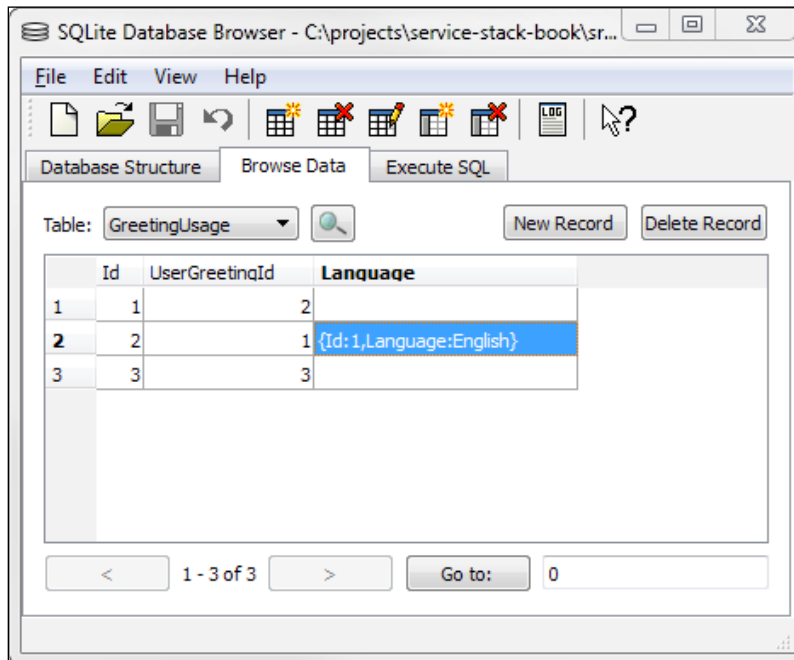 SQLite Database Browser - C:\projects\service-stack-book\sr...
File Edit View Help
LOG ?
Database Structure Browse Data Execute SQL
Table: GreetingUsage New Record Delete Record
Id UserGreetingId Language
1 1 2
2 2 1 {Id:1,Language:English}
3 3 3
< 1 - 3 of 3 > Go to: 0